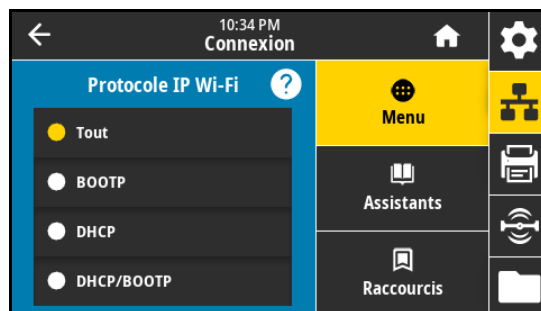 10:34 PM
Connexion
Protocole IP Wi-Fi ?
Tout
BOOTP
DHCP
DHCP/BOOTP
Menu
Assistants
Raccourcis